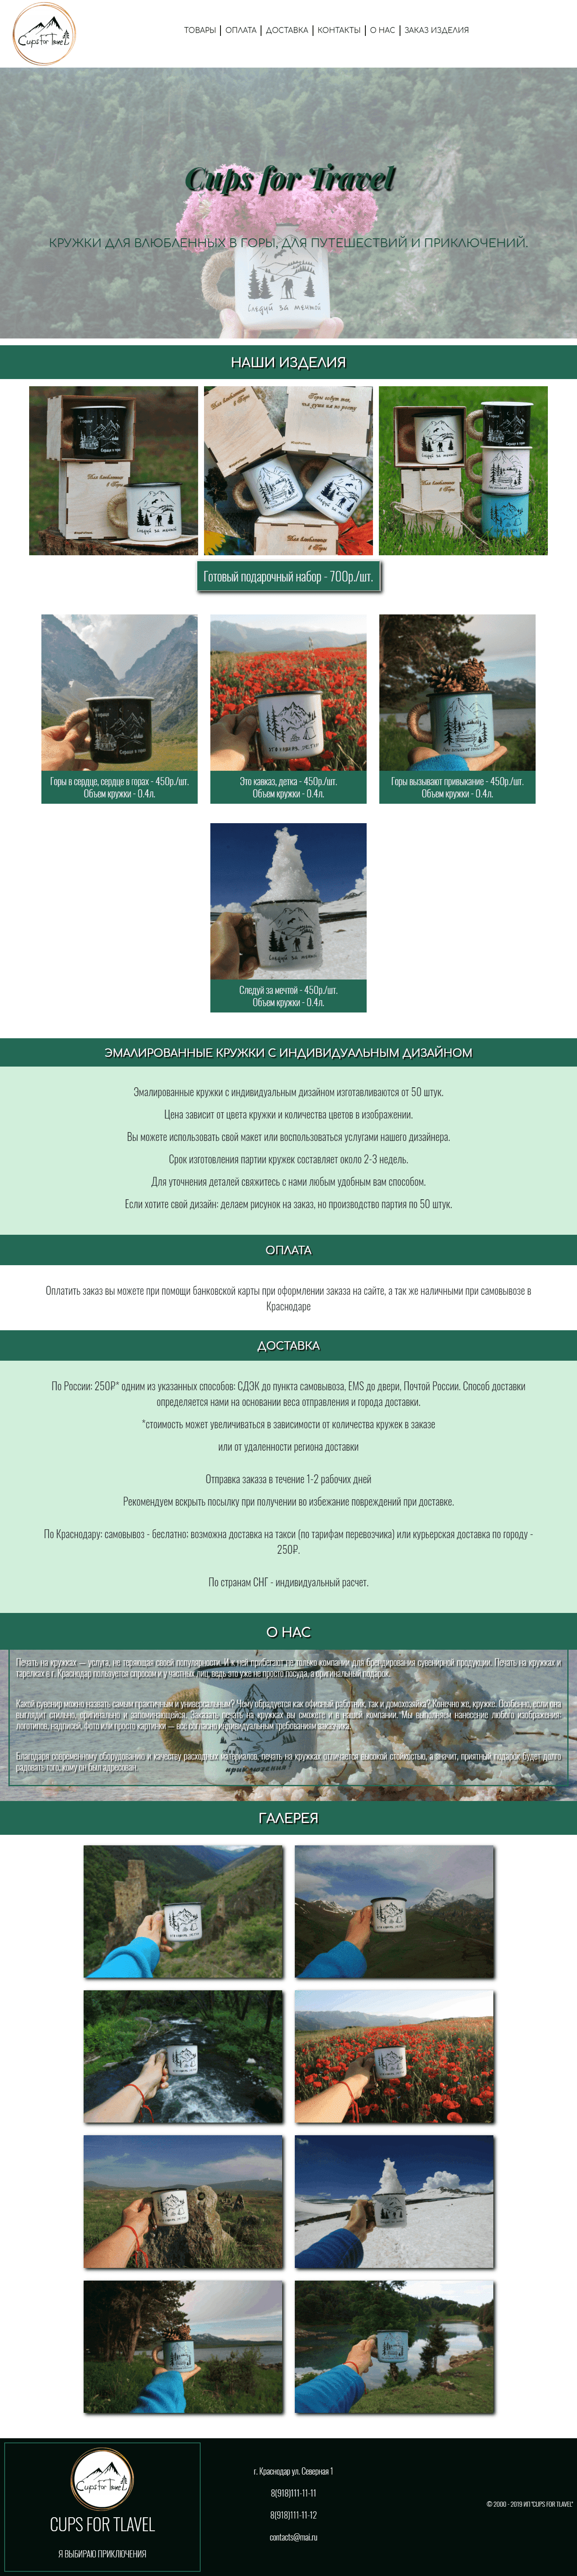 Cups for Travel
ТОВАРЫ
ОПЛАТА
ДОСТАВКА
КОНТАКТЫ
О НАС
ЗАКАЗ ИЗДЕЛИЯ
Cups for Travel
КРУЖКИ ДЛЯ ВЛЮБЛЕННЫХ В ГОРЫ, ДЛЯ ПУТЕШЕСТВИЙ И ПРИКЛЮЧЕНИЙ.
Следуй за мечтой
НАШИ ИЗДЕЛИЯ
Готовый подарочный набор - 700р./шт.
Горы в сердце, сердце в горах - 450р./шт.
Объем кружки - 0.4л.
Это кавказ, детка - 450р./шт.
Объем кружки - 0.4л.
Горы вызывают привыкание - 450р./шт.
Объем кружки - 0.4л.
Следуй за мечтой - 450р./шт.
Объем кружки - 0.4л.
ЭМАЛИРОВАННЫЕ КРУЖКИ С ИНДИВИДУАЛЬНЫМ ДИЗАЙНОМ
Эмалированные кружки с индивидуальным дизайном изготавливаются от 50 штук.
Цена зависит от цвета кружки и количества цветов в изображении.
Вы можете использовать свой макет или воспользоваться услугами нашего дизайнера.
Срок изготовления партии кружек составляет около 2-3 недель.
Для уточнения деталей свяжитесь с нами любым удобным вам способом.
Если хотите свой дизайн: делаем рисунок на заказ, но производство партия по 50 штук.
ОПЛАТА
Оплатить заказ вы можете при помощи банковской карты при оформлении заказа на сайте, а так же наличными при самовывозе в
Краснодаре
ДОСТАВКА
По России: 250₽* одним из указанных способов: СДЭК до пункта самовывоза, EMS до двери, Почтой России. Способ доставки
определяется нами на основании веса отправления и города доставки.
*стоимость может увеличиваться в зависимости от количества кружек в заказе
или от удаленности региона доставки
Отправка заказа в течение 1-2 рабочих дней
Рекомендуем вскрыть посылку при получении во избежание повреждений при доставке.
По Краснодару: самовывоз - беслатно; возможна доставка на такси (по тарифам перевозчика) или курьерская доставка по городу -
250₽.
По странам СНГ - индивидуальный расчет.
О НАС
Печать на кружках — услуга, не теряющая своей популярности. И к ней прибегают не только компании для брендирования сувенирной продукции. Печать на кружках и
тарелках в г. Краснодар пользуется спросом и у частных лиц, ведь это уже не просто посуда, а оригинальный подарок.
Какой сувенир можно назвать самым практичным и универсальным? Чему обрадуется как офисный работник, так и домохозяйка? Конечно же, кружке. Особенно, если она
выглядит стильно, оригинально и запоминающейся. Заказать печать на кружках вы сможете и в нашей компании. Мы выполняем нанесение любого изображения:
логотипов, надписей, фото или просто картинки — все согласно индивидуальным требованиям заказчика.
Благодаря современному оборудованию и качеству расходных материалов, печать на кружках отличается высокой стойкостью, а значит, приятный подарок будет долго
радовать того, кому он был адресован.
приключения!
ГАЛЕРЕЯ
Cups for Travel
CUPS FOR TLAVEL
Я ВЫБИРАЮ ПРИКЛЮЧЕНИЯ
г. Краснодар ул. Северная 1
8(918)111-11-11
8(918)111-11-12
contacts@mai.ru
© 2000 - 2019 ИП "CUPS FOR TLAVEL"